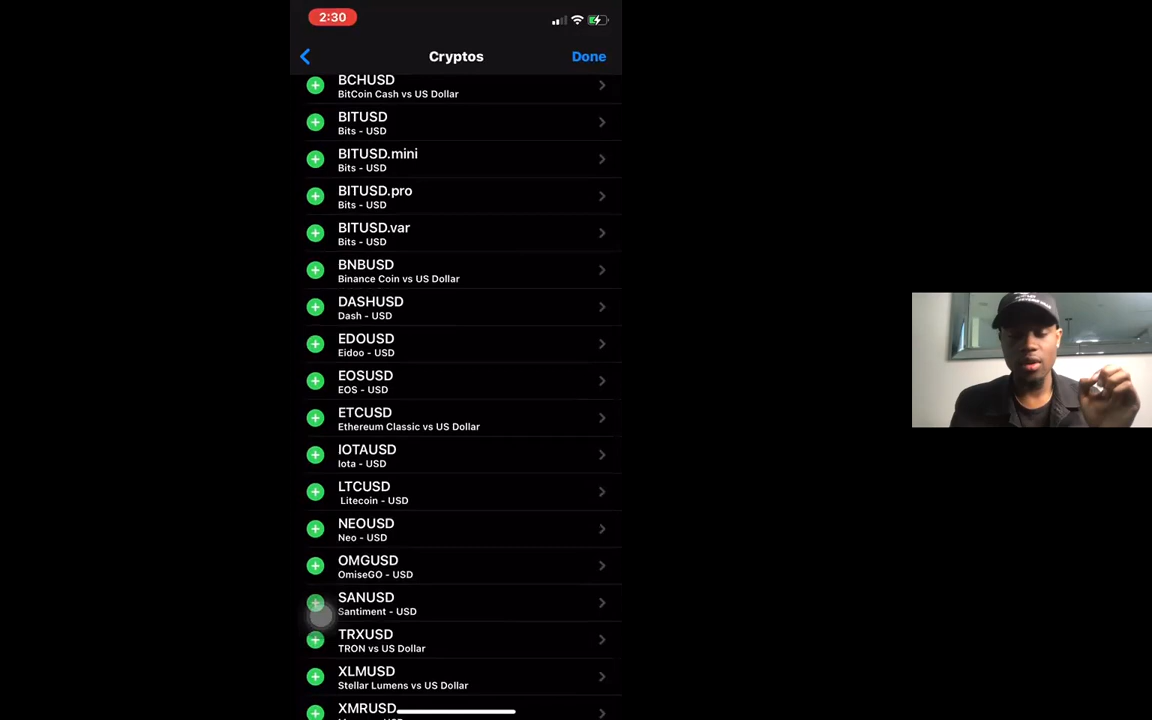 2:30
Cryptos
Done
BCHUSD
BitCoin Cash vs US Dollar
BITUSD
Bits - USD
BITUSD.mini
Bits - USD
BITUSD.pro
Bits - USD
BITUSD.var
Bits - USD
BNBUSD
Binance Coin vs US Dollar
DASHUSD
Dash - USD
EDOUSD
Eidoo - USD
EOSUSD
EOS - USD
ETCUSD
Ethereum Classic vs US Dollar
IOTAUSD
Iota - USD
LTCUSD
Litecoin - USD
NEOUSD
Neo - USD
OMGUSD
OmiseGO - USD
SANUSD
Santiment - USD
TRXUSD
TRON vs US Dollar
XLMUSD
Stellar Lumens vs US Dollar
XMRUSD